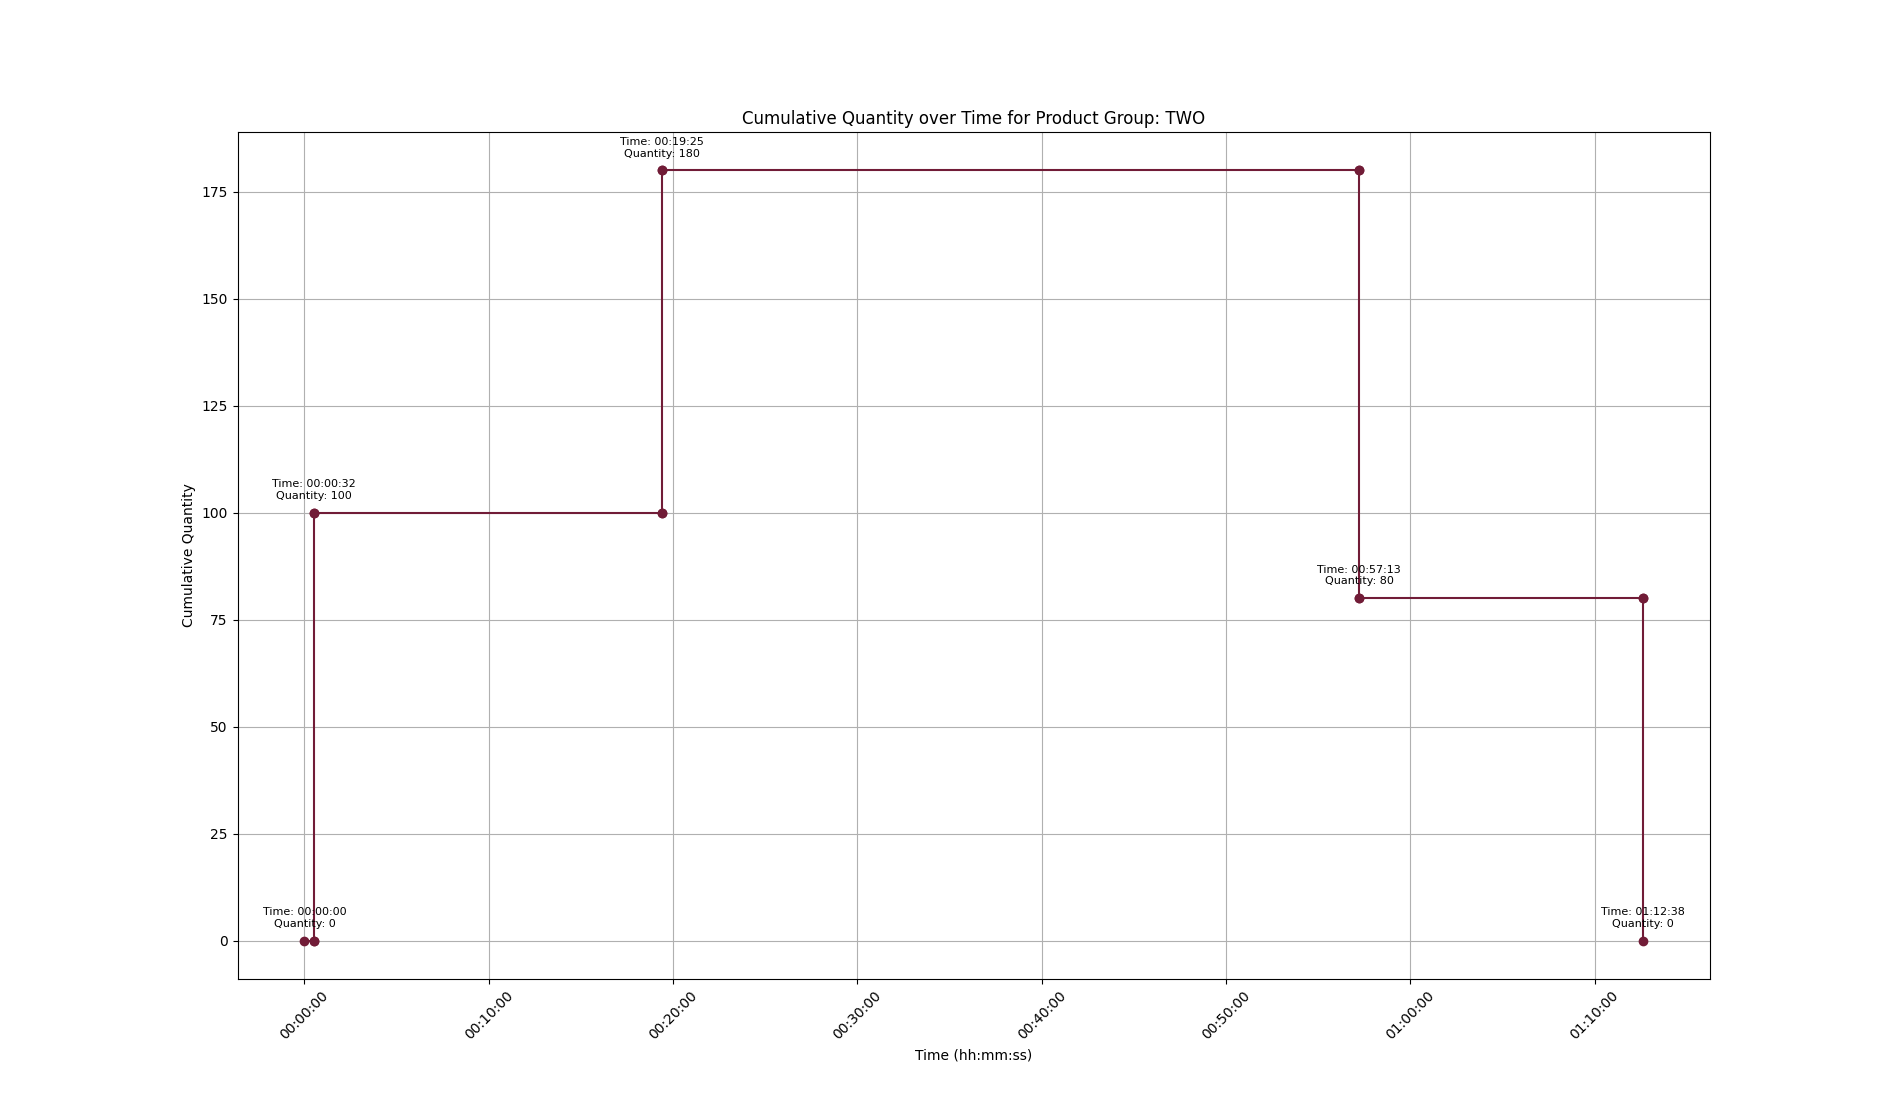 Cumulative Quantity over Time for Product Group: TWO
Time: 00:19:25
Quantity: 180
175
150
125
Time: 00:00:32
Quantity: 100
100
Time: 00:57:13
Quantity: 80
75
50
25
Time: 00:00:00
Quantity: 0
Time: 01:12:38
Quantity: 0
0
Cumulative Quantity
00:00:00
00:10:00
00:20:00
00:30:00
00:40:00
00:50:00
01:00:00
01:10:00
Time (hh:mm:ss)